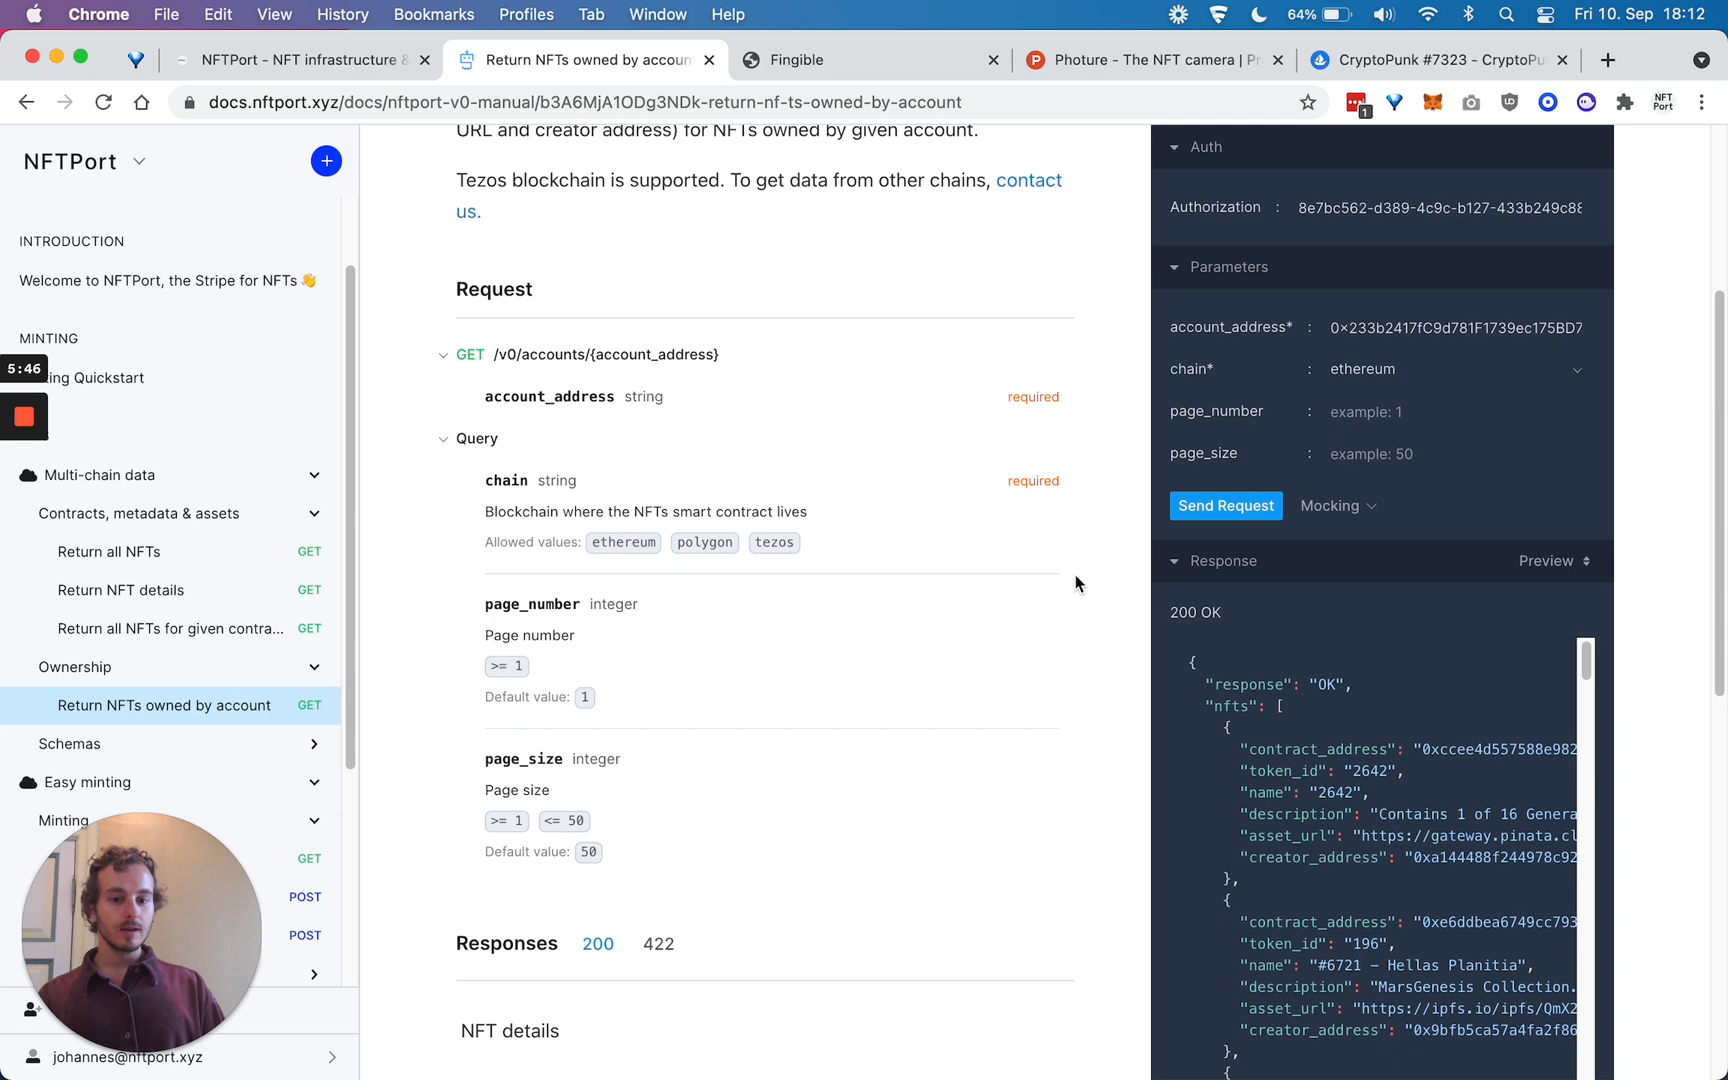 Chrome File Edit View History Bookmarks Profiles Tab Window Help 64% Fri 10. Sep 18:12
NFTPort - NFT infrastructure & Return NFTs owned by accoun Fingible Photure - The NFT camera | Pr CryptoPunk #7323 - CryptoPu
docs.nftport.xyz/docs/nftport-v0-manual/b3A6MjA1ODg3NDk-return-nf-ts-owned-by-account 1 NFT Port
NFTPort
INTRODUCTION
Welcome to NFTPort, the Stripe for NFTs 👋
MINTING
5:46
ing Quickstart
Multi-chain data
Contracts, metadata & assets
Return all NFTs GET
Return NFT details GET
Return all NFTs for given contra... GET
Ownership
Return NFTs owned by account GET
Schemas
Easy minting
Minting
GET
POST
POST
johannes@nftport.xyz
URL and creator address) for NFTs owned by given account.
Tezos blockchain is supported. To get data from other chains, contact
us.
Request
GET /v0/accounts/{account_address}
account_address string required
Query
chain string required
Blockchain where the NFTs smart contract lives
Allowed values: ethereum polygon tezos
page_number integer
Page number
>= 1
Default value: 1
page_size integer
Page size
>= 1 <= 50
Default value: 50
Responses 200 422
NFT details
Auth
Authorization : 8e7bc562-d389-4c9c-b127-433b249c88
Parameters
account_address* : 0x233b2417fC9d781F1739ec175BD7
chain* : ethereum
page_number : example: 1
page_size : example: 50
Send Request Mocking
Response Preview
200 OK
{
"response": "OK",
"nfts": [
{
"contract_address": "0xccee4d557588e982
"token_id": "2642",
"name": "2642",
"description": "Contains 1 of 16 Genera
"asset_url": "https://gateway.pinata.cl
"creator_address": "0xa144488f244978c92
},
{
"contract_address": "0xe6ddbea6749cc793
"token_id": "196",
"name": "#6721 – Hellas Planitia",
"description": "MarsGenesis Collection.
"asset_url": "https://ipfs.io/ipfs/QmX2
"creator_address": "0x9bfb5ca57a4fa2f86
},
{